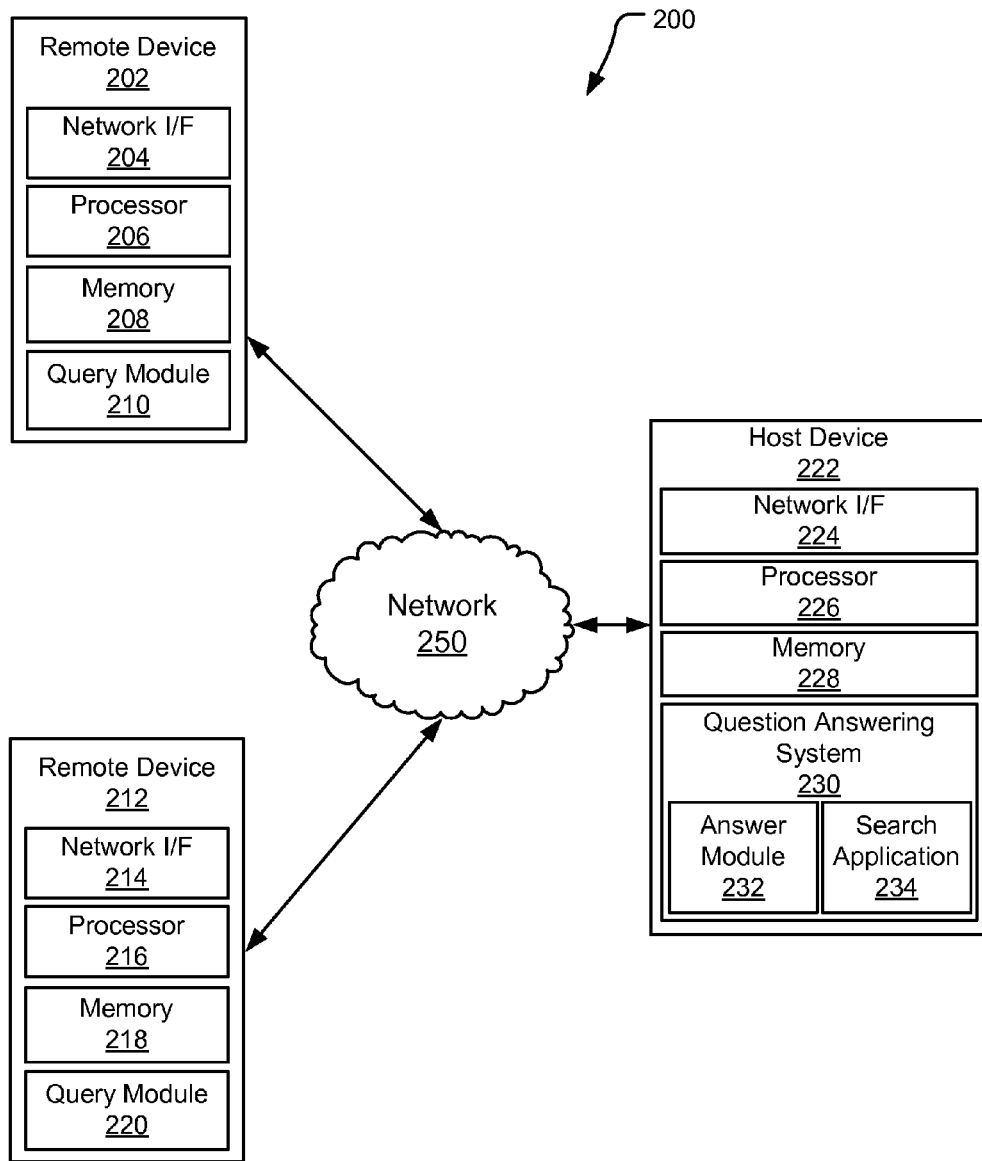 200
Remote Device
202
Network I/F
204
Processor
206
Memory
208
Query Module
210
Host Device
222
Network I/F
224
Processor
226
Memory
228
Question Answering
System
230
Answer
Module
232
Search
Application
234
Network
250
Remote Device
212
Network I/F
214
Processor
216
Memory
218
Query Module
220